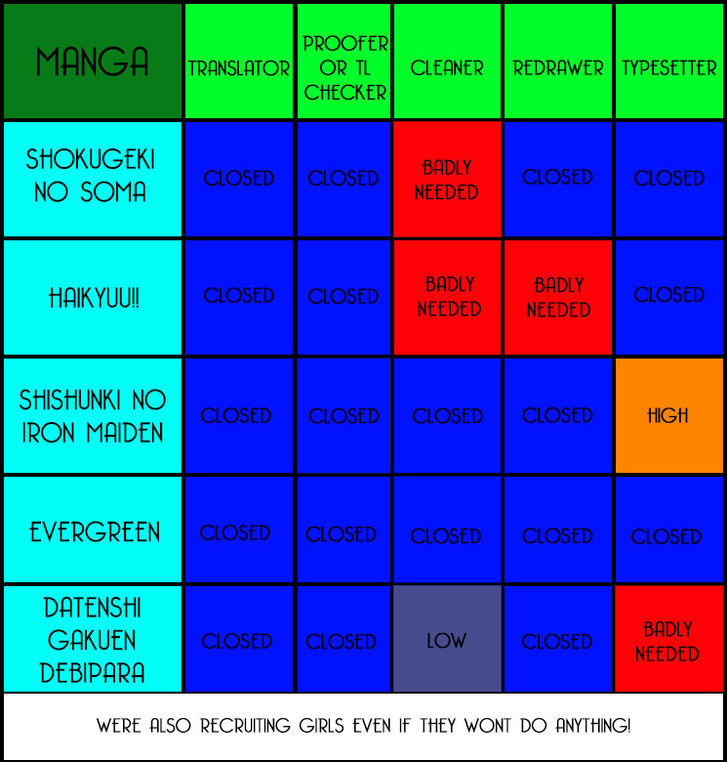 MANGA
TRANSLATOR
PROOFER
OR TL
CHECKER
CLEANER
REDRAWER
TYPESETTER
SHOKUGEKI
NO SOMA
CLOSED
CLOSED
BADLY
NEEDED
CLOSED
CLOSED
HAIKYUU!!
CLOSED
CLOSED
BADLY
NEEDED
BADLY
NEEDED
CLOSED
SHISHUNKI NO
IRON MAIDEN
CLOSED
CLOSED
CLOSED
CLOSED
HIGH
EVERGREEN
CLOSED
CLOSED
CLOSED
CLOSED
CLOSED
DATENSHI
GAKUEN
DEBIPARA
CLOSED
CLOSED
LOW
CLOSED
BADLY
NEEDED
WERE ALSO RECRUITING GIRLS EVEN IF THEY WONT DO ANYTHING!